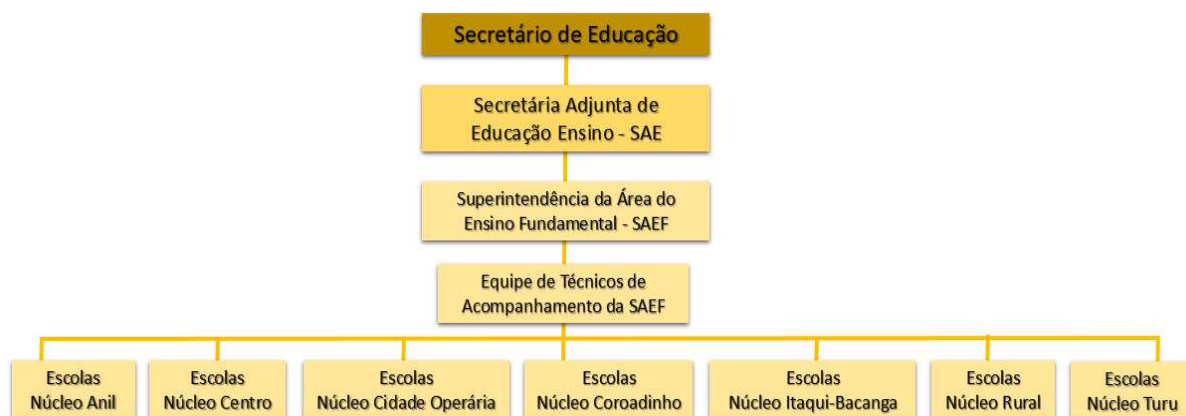 Secretário de Educação
Secretária Adjunta de
Educação Ensino - SAE
Superintendência da Área do
Ensino Fundamental - SAEF
Equipe de Técnicos de
Acompanhamento da SAEF
Escolas
Núcleo Anil
Escolas
Núcleo Centro
Escolas
Núcleo Cidade Operária
Escolas
Núcleo Coroadinho
Escolas
Núcleo Itaqui-Bacanga
Escolas
Núcleo Rural
Escolas
Núcleo Turu